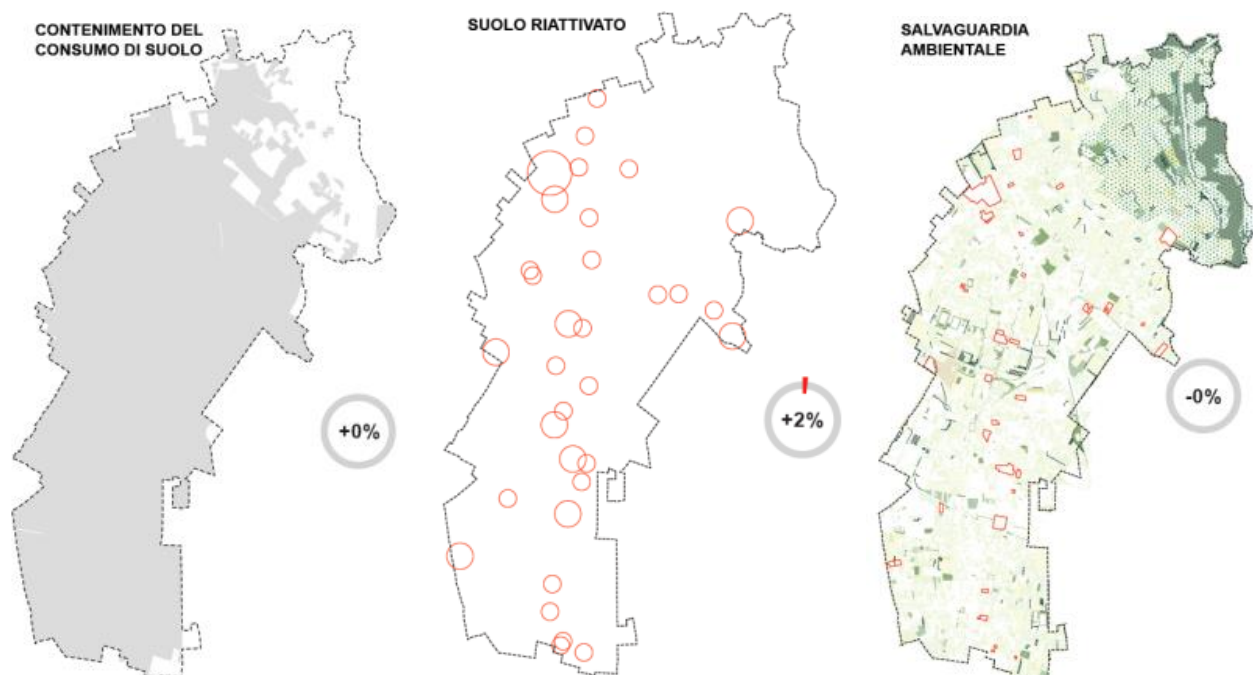 CONTENIMENTO DEL
CONSUMO DI SUOLO
+0%
SUOLO RIATTIVATO
+2%
SALVAGUARDIA
AMBIENTALE
-0%